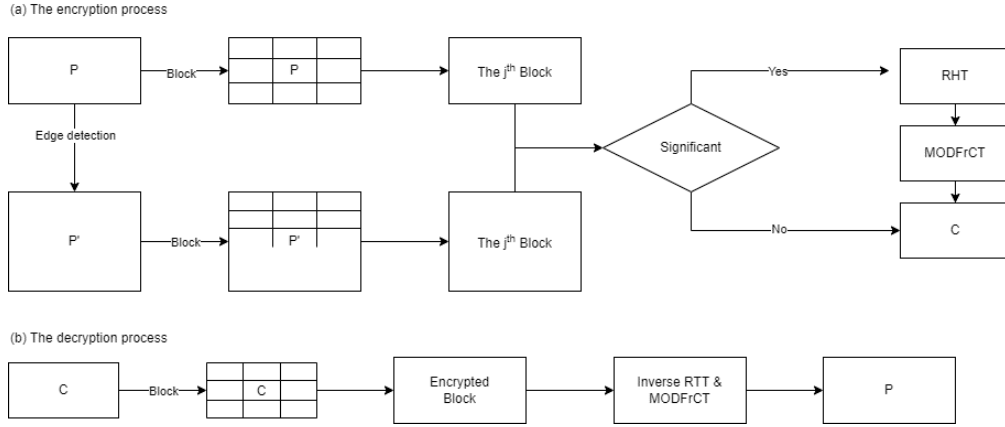 (a) The encryption process
P
Block
P
The jth Block
Yes
RHT
Edge detection
Significant
MODFrCT
P'
Block
P'
The jth Block
No
C
(b) The decryption process
C
Block
C
Encrypted
Block
Inverse RTT &
MODFrCT
P